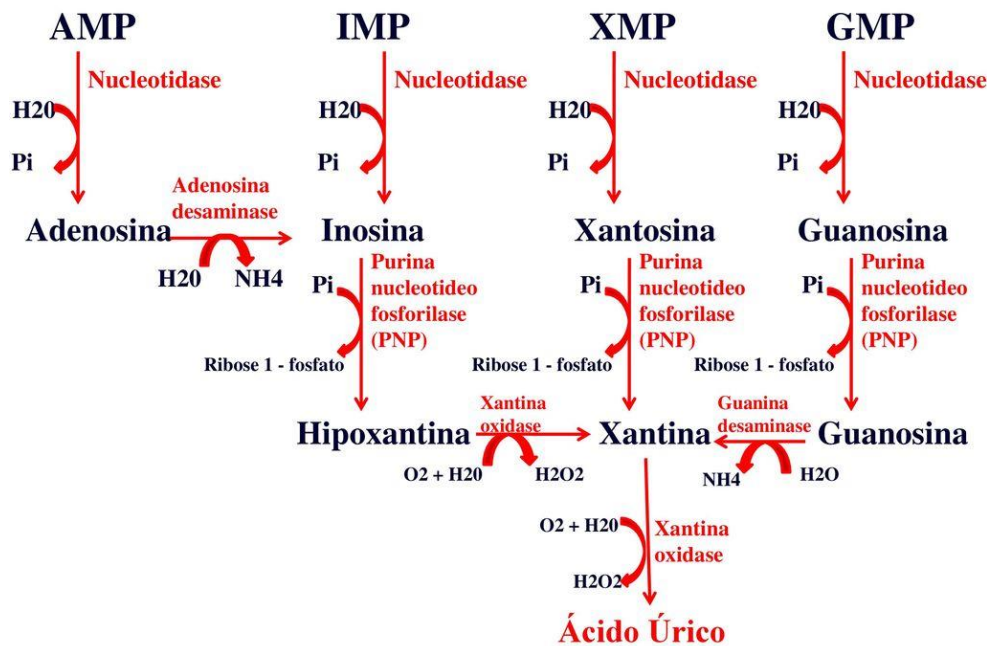 AMP IMP XMP GMP
Nucleotidase Nucleotidase Nucleotidase Nucleotidase
H20 H20 H20 H20
Pi Pi Pi Pi
Adenosina
desaminase
Adenosina Inosina Xantosina Guanosina
H20 NH4
Pi Purina
nucleotideo
fosforilase
(PNP)
Ribose 1 - fosfato
Pi Purina
nucleotideo
fosforilase
(PNP)
Ribose 1 - fosfato
Pi Purina
nucleotideo
fosforilase
(PNP)
Ribose 1 - fosfato
Xantina
oxidase
Guanina
desaminase
Hipoxantina Xantina Guanosina
O2 + H20 H2O2
NH4 H2O
O2 + H20
Xantina
oxidase
H2O2
Ácido Úrico